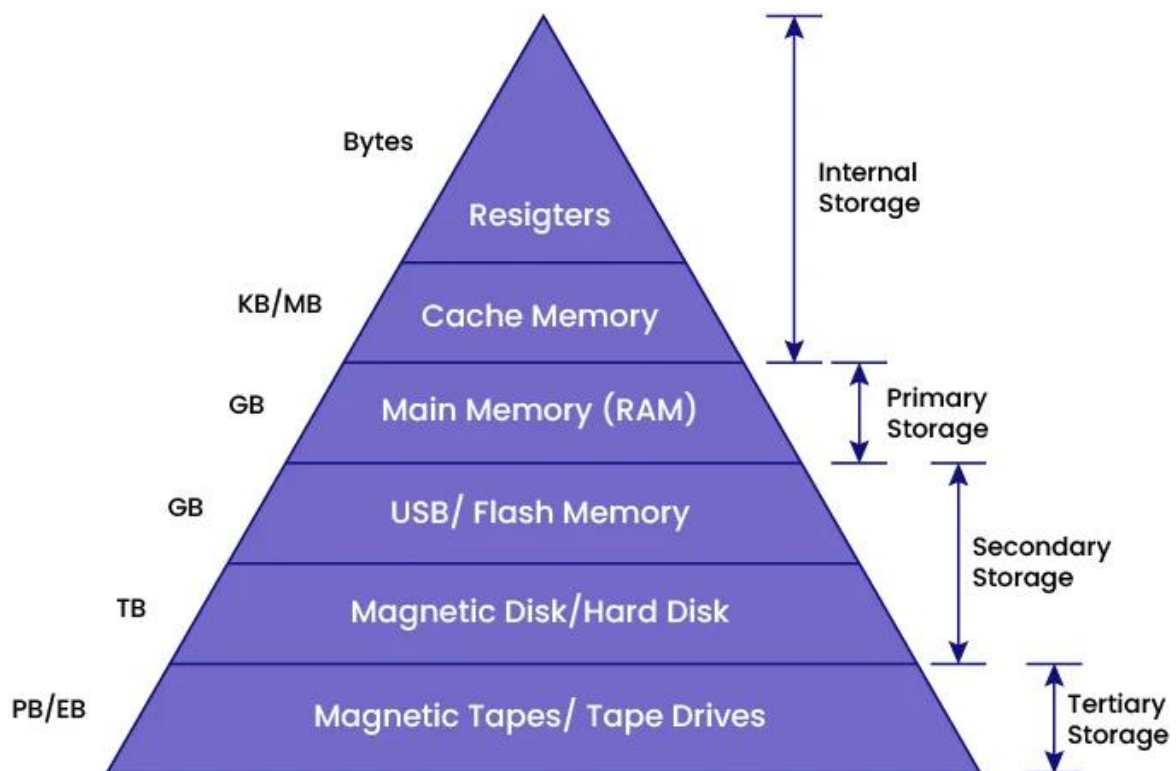 Bytes
Internal
Storage
Resigters
KB/MB
Cache Memory
GB
Main Memory (RAM)
Primary
Storage
GB
USB/ Flash Memory
Secondary
Storage
TB
Magnetic Disk/Hard Disk
PB/EB
Magnetic Tapes/ Tape Drives
Tertiary
Storage